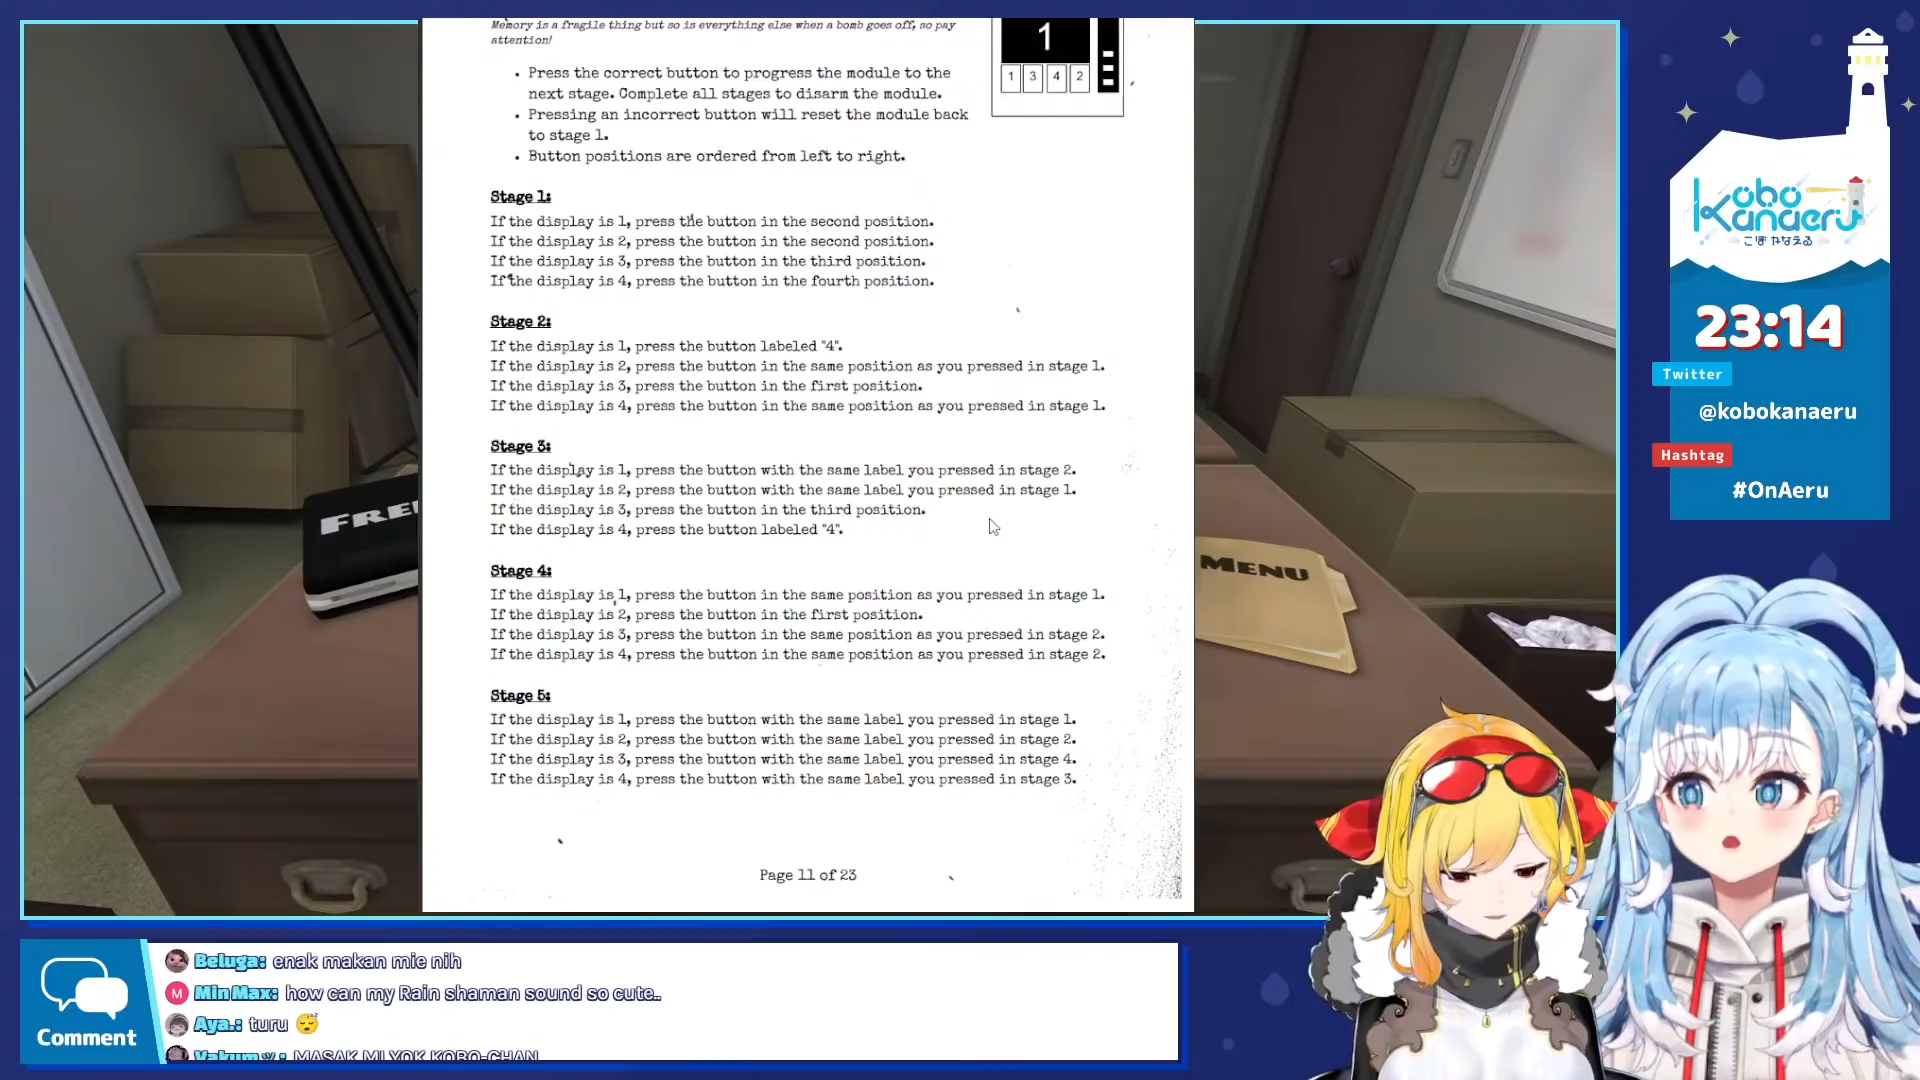 Memory is a fragile thing but so is everything else when a bomb goes off, so pay
attention!
1
1 3 4 2
• Press the correct button to progress the module to the
next stage. Complete all stages to disarm the module.
• Pressing an incorrect button will reset the module back
to stage 1.
• Button positions are ordered from left to right.
Stage 1:
If the display is 1, press the button in the second position.
If the display is 2, press the button in the second position.
If the display is 3, press the button in the third position.
If the display is 4, press the button in the fourth position.
Stage 2:
If the display is 1, press the button labeled "4".
If the display is 2, press the button in the same position as you pressed in stage 1.
If the display is 3, press the button in the first position.
If the display is 4, press the button in the same position as you pressed in stage 1.
Stage 3:
If the display is 1, press the button with the same label you pressed in stage 2.
If the display is 2, press the button with the same label you pressed in stage 1.
If the display is 3, press the button in the third position.
If the display is 4, press the button labeled "4".
Stage 4:
If the display is 1, press the button in the same position as you pressed in stage 1.
If the display is 2, press the button in the first position.
If the display is 3, press the button in the same position as you pressed in stage 2.
If the display is 4, press the button in the same position as you pressed in stage 2.
Stage 5:
If the display is 1, press the button with the same label you pressed in stage 1.
If the display is 2, press the button with the same label you pressed in stage 2.
If the display is 3, press the button with the same label you pressed in stage 4.
If the display is 4, press the button with the same label you pressed in stage 3.
Page 11 of 23
FREE
MENU
Kobo
Kanaeru
こぼ かなえる
23:14
Twitter
@kobokanaeru
Hashtag
#OnAeru
Comment
Beluga: enak makan mie nih
M Min Max: how can my Rain shaman sound so cute..
Aya.: turu 😴
MASAK MI YOK KOBO-CHAN